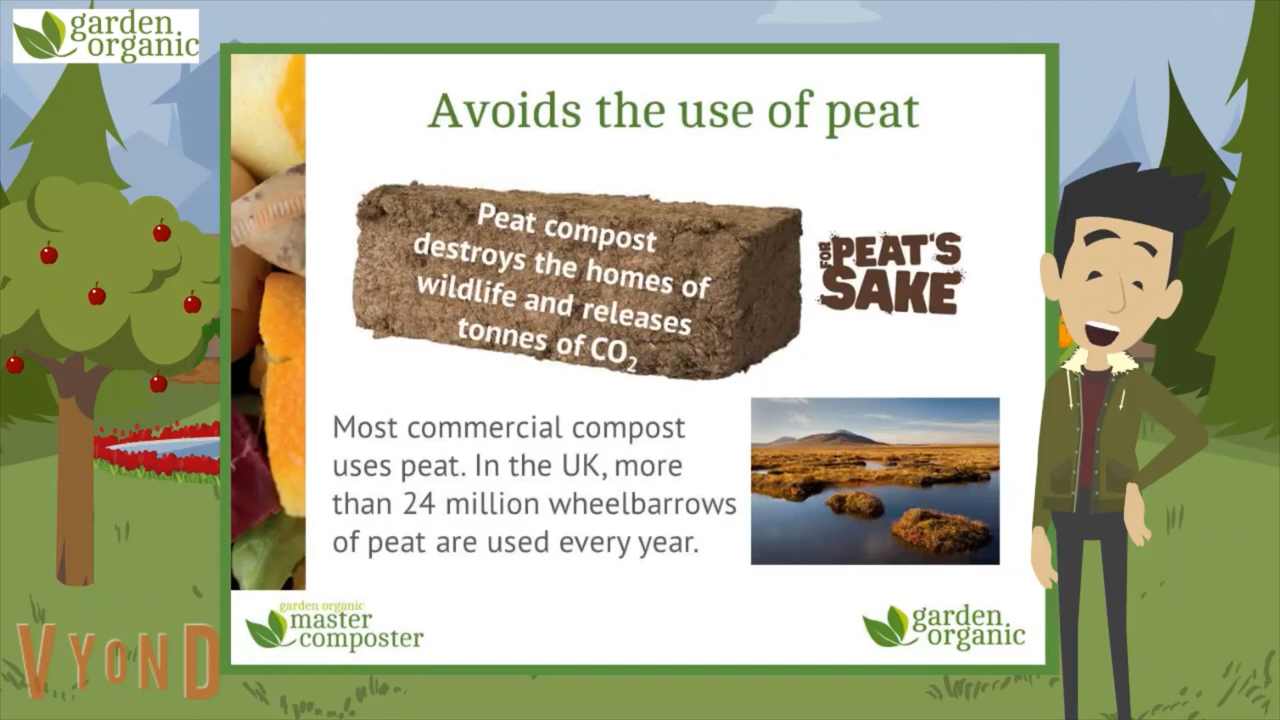 garden
organic
Avoids the use of peat
Peat compost
destroys the homes of
wildlife and releases
tonnes of CO₂
FOR PEAT'S
SAKE
Most commercial compost
uses peat. In the UK, more
than 24 million wheelbarrows
of peat are used every year.
garden organic
master
composter
garden
organic
VYOND